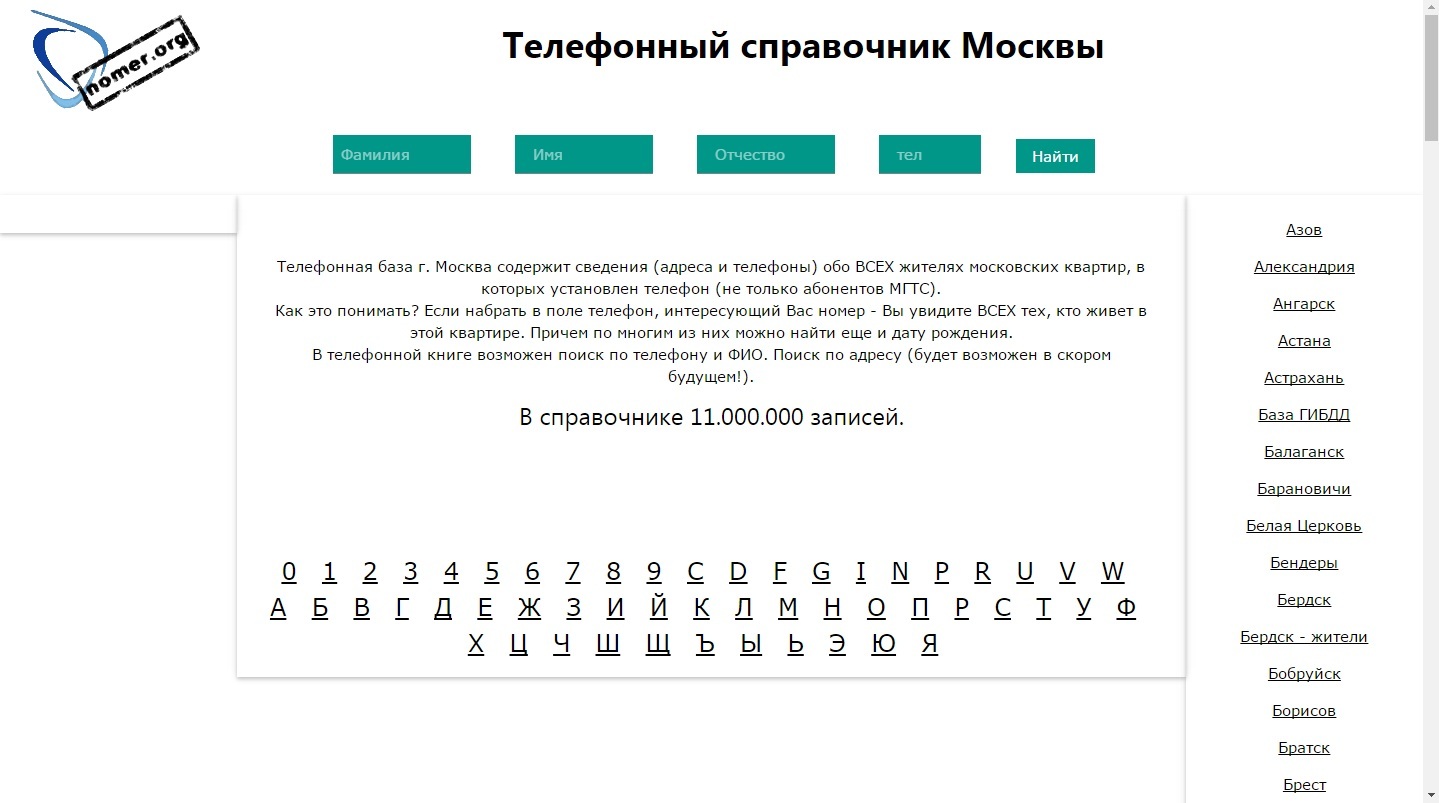 nomer.org
Телефонный справочник Москвы
Фамилия Имя Отчество тел Найти
Телефонная база г. Москва содержит сведения (адреса и телефоны) обо ВСЕХ жителях московских квартир, в
которых установлен телефон (не только абонентов МГТС).
Как это понимать? Если набрать в поле телефон, интересующий Вас номер - Вы увидите ВСЕХ тех, кто живет в
этой квартире. Причем по многим из них можно найти еще и дату рождения.
В телефонной книге возможен поиск по телефону и ФИО. Поиск по адресу (будет возможен в скором
будущем!).
В справочнике 11.000.000 записей.
0 1 2 3 4 5 6 7 8 9 C D F G I N P R U V W
А Б В Г Д Е Ж З И Й К Л М Н О П Р С Т У Ф
Х Ц Ч Ш Щ Ъ Ы Ь Э Ю Я
Азов
Александрия
Ангарск
Астана
Астрахань
База ГИБДД
Балаганск
Барановичи
Белая Церковь
Бендеры
Бердск
Бердск - жители
Бобруйск
Борисов
Братск
Брест